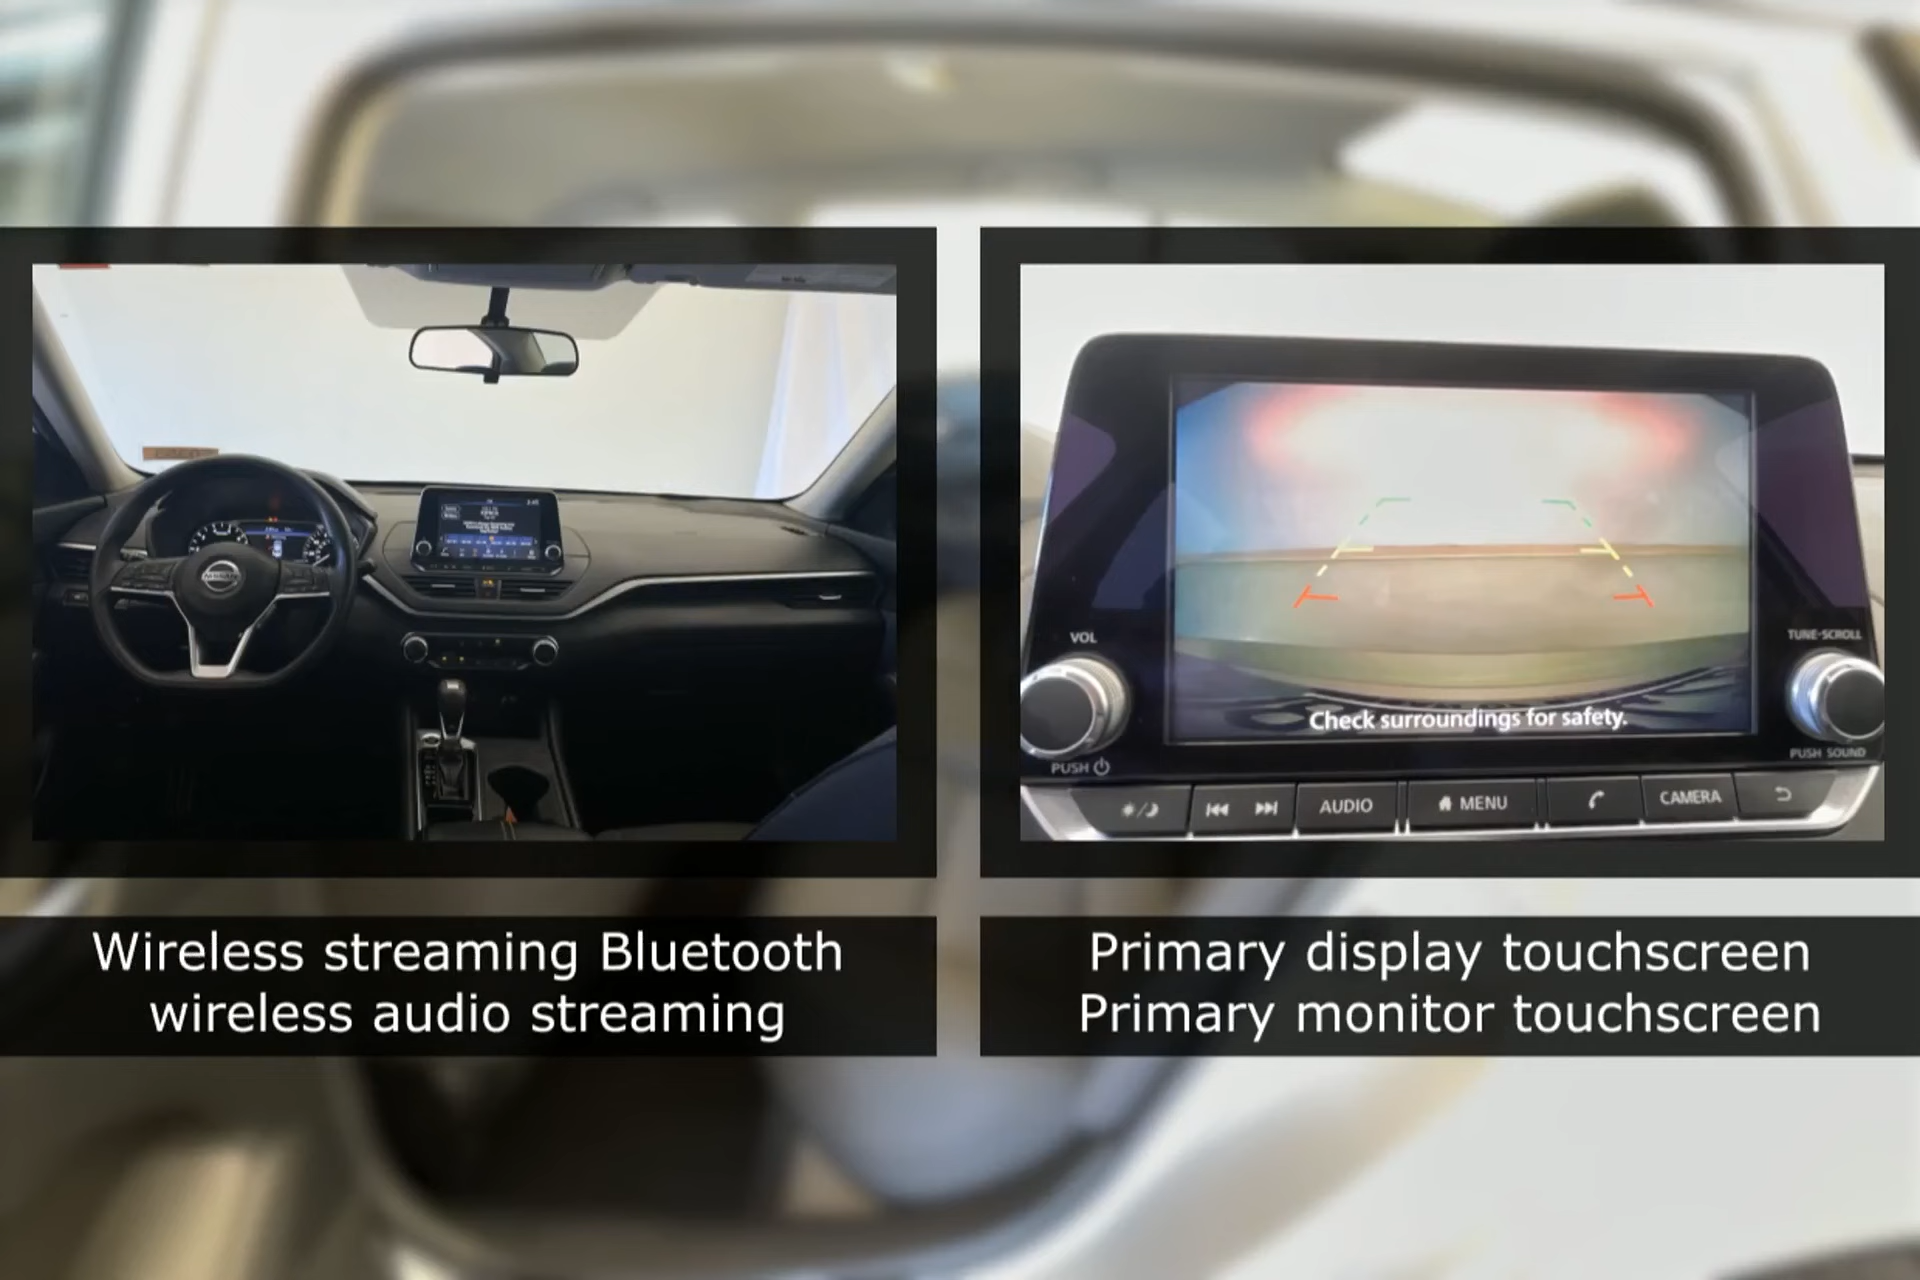 NISSAN
VOL
TUNE·SCROLL
Check surroundings for safety.
PUSH
PUSH SOUND
AUDIO
MENU
CAMERA
Wireless streaming Bluetooth
wireless audio streaming
Primary display touchscreen
Primary monitor touchscreen